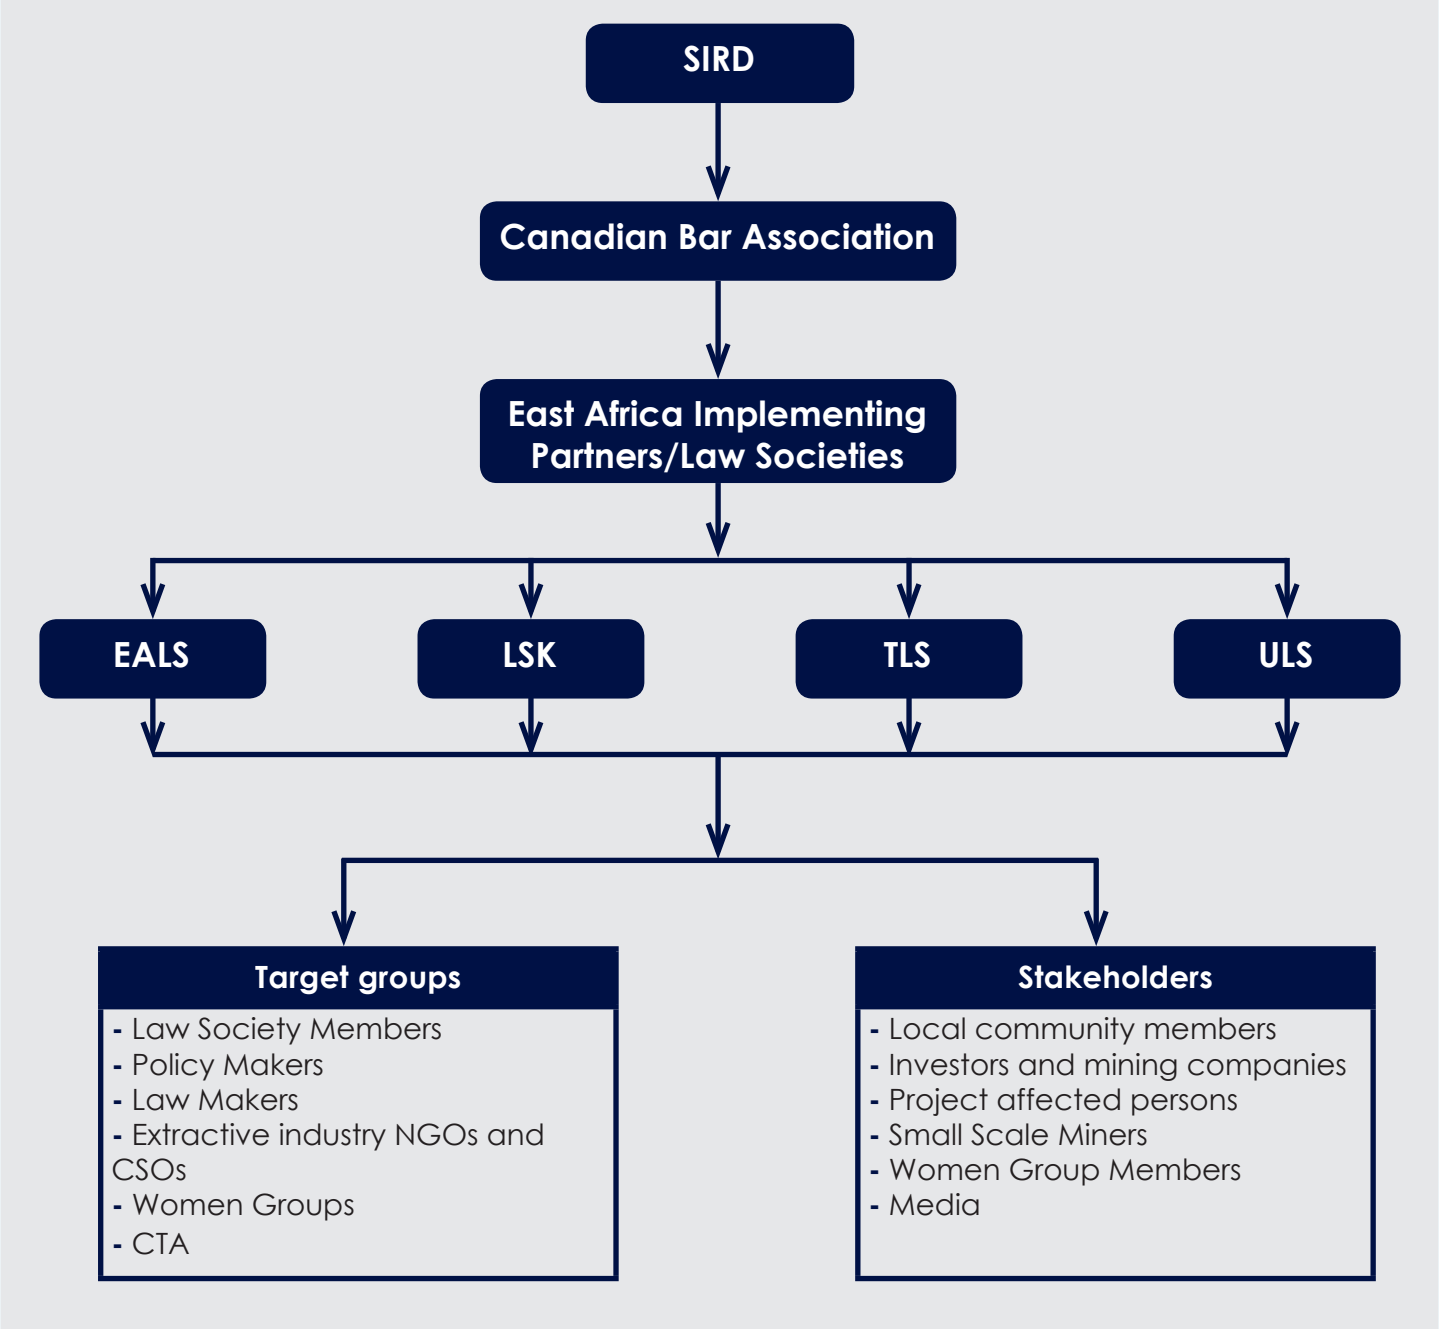 SIRD
Canadian Bar Association
East Africa Implementing
Partners/Law Societies
EALS
LSK
TLS
ULS
Target groups
- Law Society Members
- Policy Makers
- Law Makers
- Extractive industry NGOs and
CSOs
- Women Groups
- CTA
Stakeholders
- Local community members
- Investors and mining companies
- Project affected persons
- Small Scale Miners
- Women Group Members
- Media